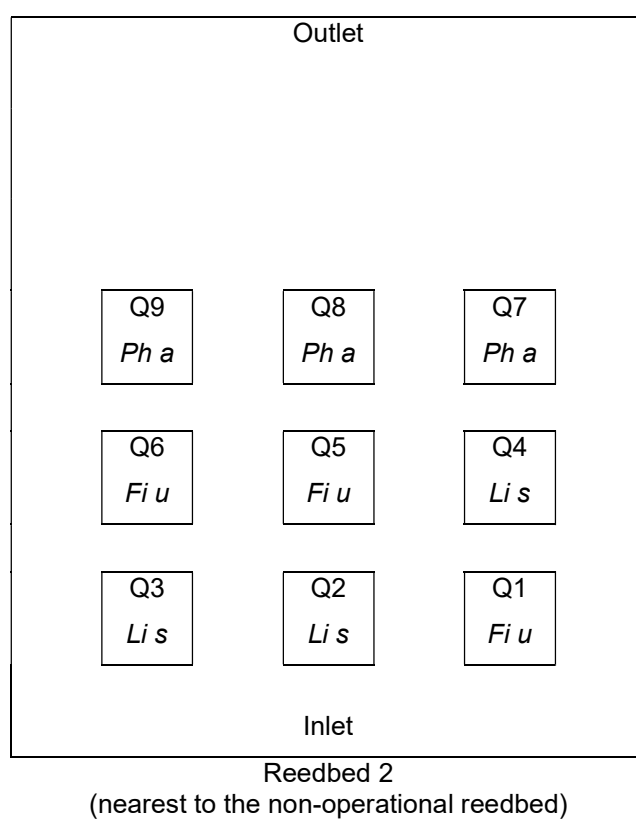 Outlet
Q9 Q8 Q7
Ph a Ph a Ph a
Q6 Q5 Q4
Fi u Fi u Li s
Q3 Q2 Q1
Li s Li s Fi u
Inlet
Reedbed 2
(nearest to the non-operational reedbed)